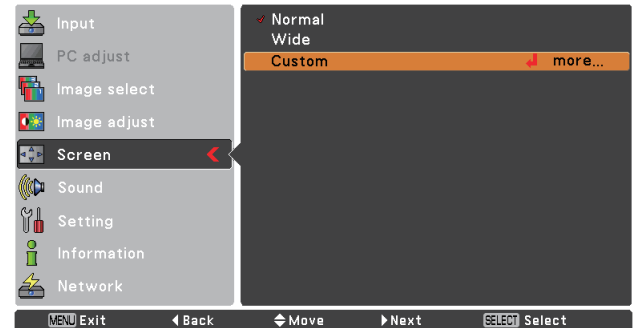 Input
PC adjust
Image select
Image adjust
Screen
Sound
Setting
Information
Network
Normal
Wide
Custom more...
MENU Exit Back Move Next SELECT Select